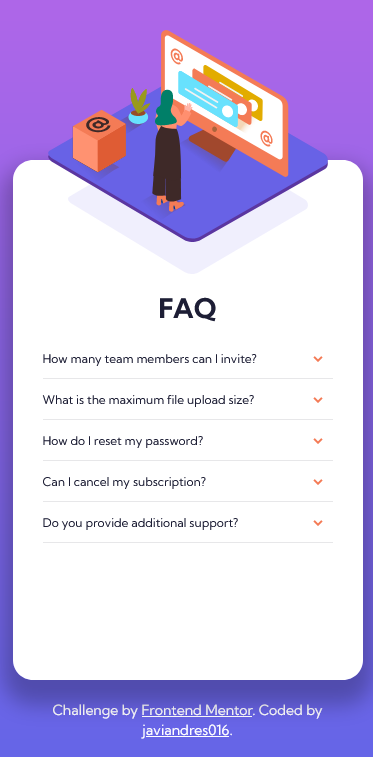 @
@
@
FAQ
How many team members can I invite?
What is the maximum file upload size?
How do I reset my password?
Can I cancel my subscription?
Do you provide additional support?
Challenge by Frontend Mentor. Coded by
javiandres016.